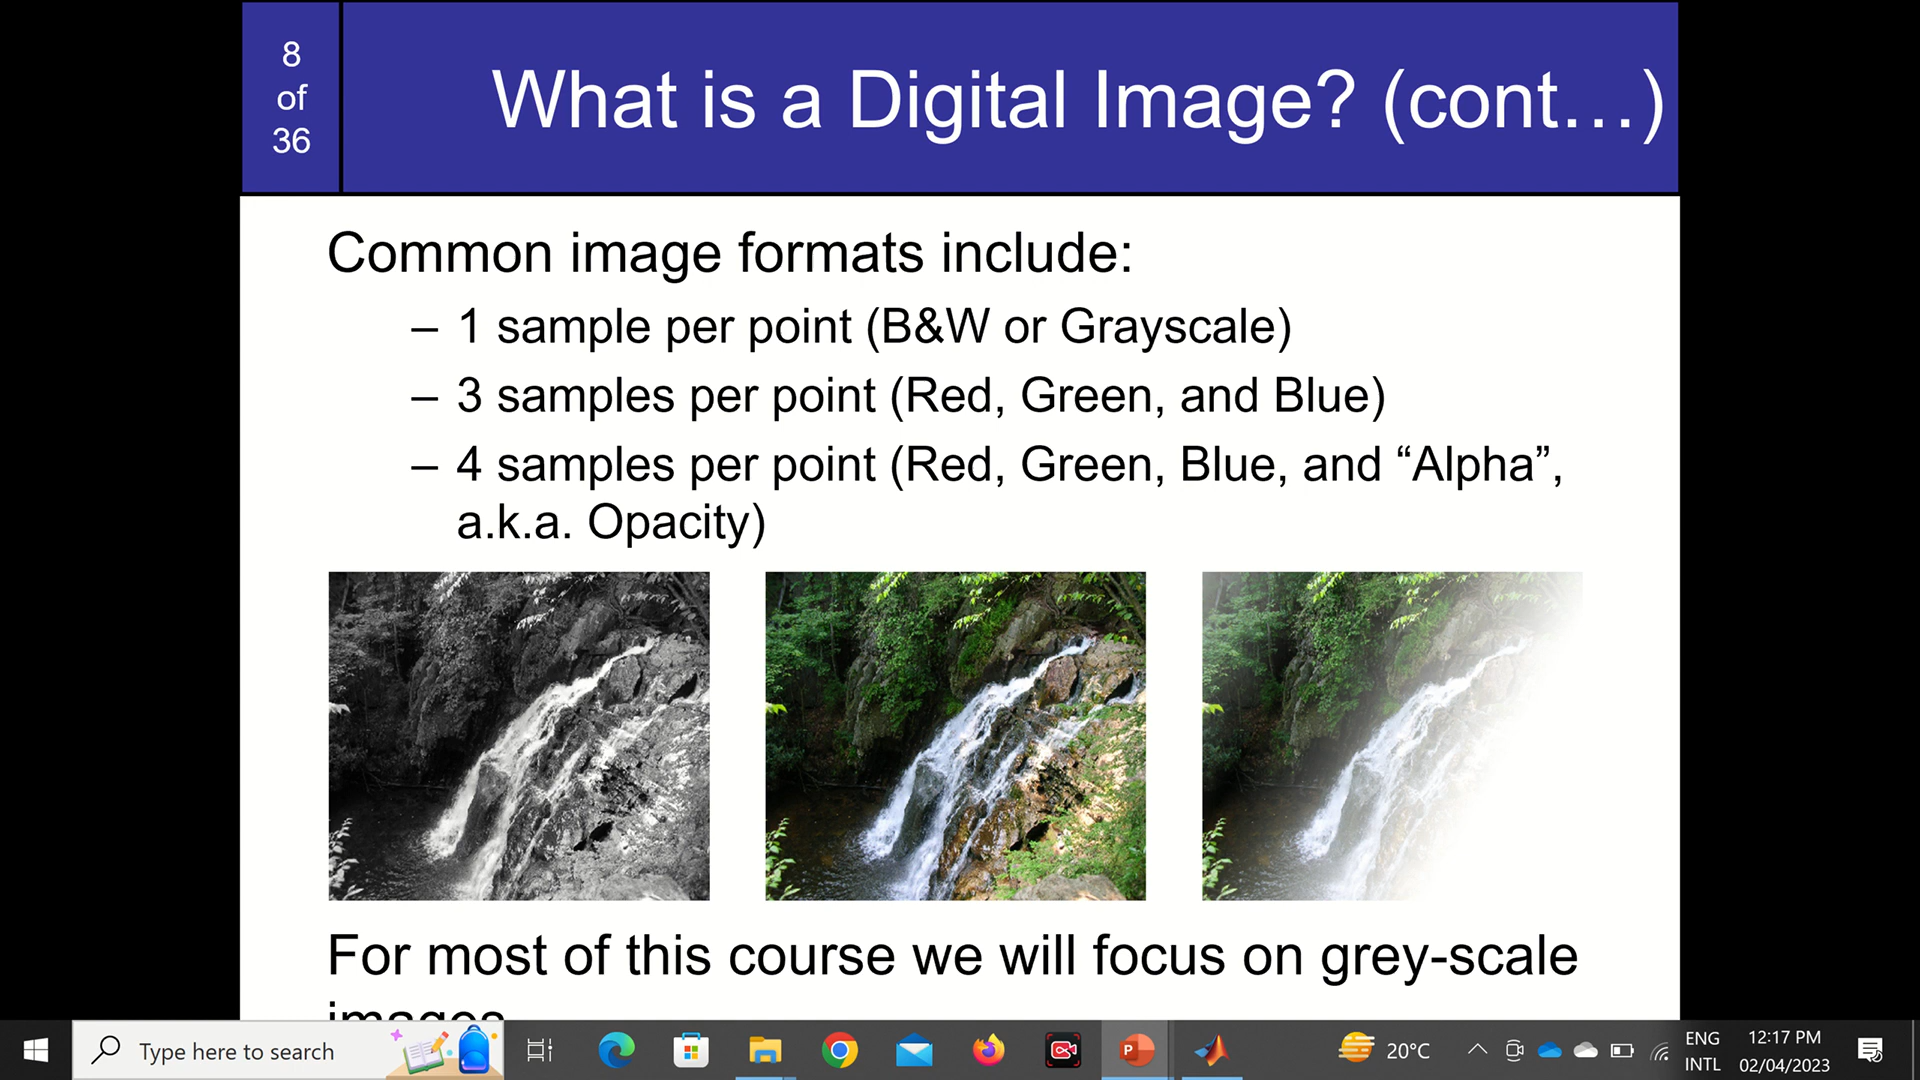 8
of
36
What is a Digital Image? (cont…)
Common image formats include:
– 1 sample per point (B&W or Grayscale)
– 3 samples per point (Red, Green, and Blue)
– 4 samples per point (Red, Green, Blue, and “Alpha”,
a.k.a. Opacity)
For most of this course we will focus on grey-scale
images
Type here to search
P
20°C
ENG
INTL
12:17 PM
02/04/2023